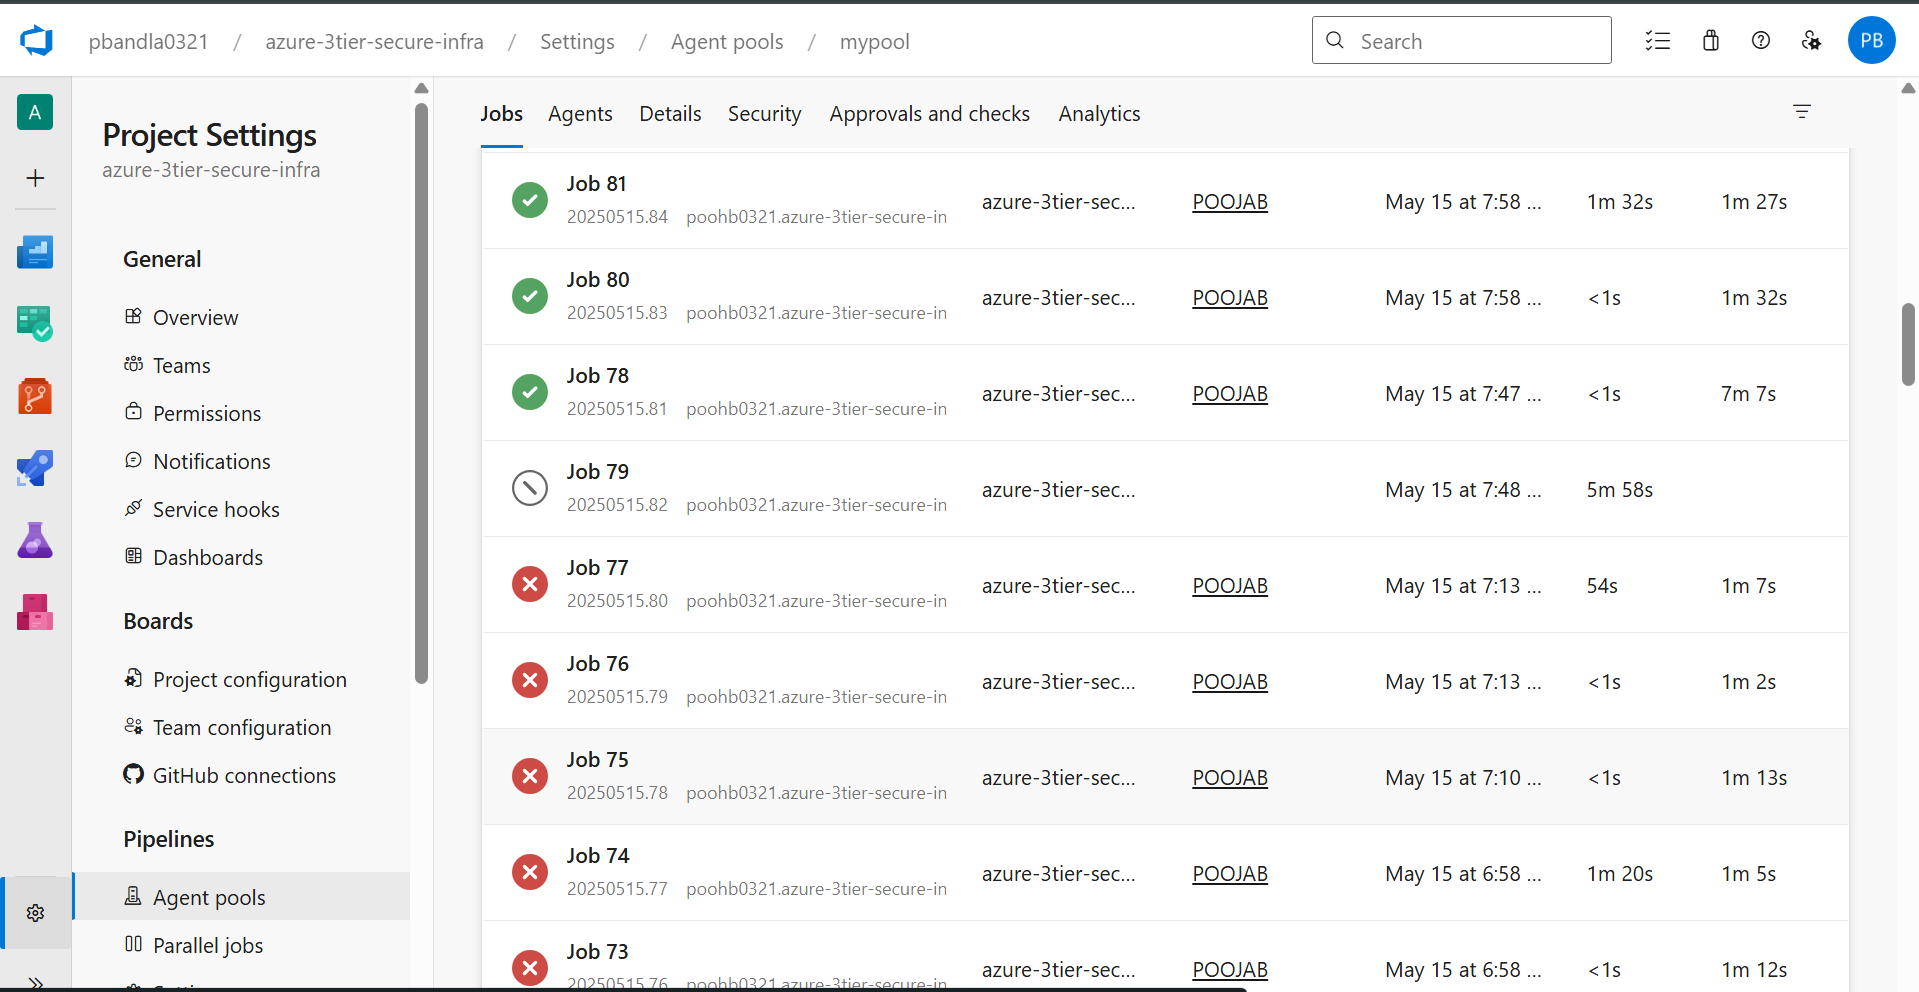 pbandla0321 / azure-3tier-secure-infra / Settings / Agent pools / mypool
Search
PB
A
Project Settings
azure-3tier-secure-infra
General
Overview
Teams
Permissions
Notifications
Service hooks
Dashboards
Boards
Project configuration
Team configuration
GitHub connections
Pipelines
Agent pools
Parallel jobs
Jobs Agents Details Security Approvals and checks Analytics
Job 81
20250515.84 poohb0321.azure-3tier-secure-in
azure-3tier-sec... POOJAB May 15 at 7:58 ... 1m 32s 1m 27s
Job 80
20250515.83 poohb0321.azure-3tier-secure-in
azure-3tier-sec... POOJAB May 15 at 7:58 ... <1s 1m 32s
Job 78
20250515.81 poohb0321.azure-3tier-secure-in
azure-3tier-sec... POOJAB May 15 at 7:47 ... <1s 7m 7s
Job 79
20250515.82 poohb0321.azure-3tier-secure-in
azure-3tier-sec... May 15 at 7:48 ... 5m 58s
Job 77
20250515.80 poohb0321.azure-3tier-secure-in
azure-3tier-sec... POOJAB May 15 at 7:13 ... 54s 1m 7s
Job 76
20250515.79 poohb0321.azure-3tier-secure-in
azure-3tier-sec... POOJAB May 15 at 7:13 ... <1s 1m 2s
Job 75
20250515.78 poohb0321.azure-3tier-secure-in
azure-3tier-sec... POOJAB May 15 at 7:10 ... <1s 1m 13s
Job 74
20250515.77 poohb0321.azure-3tier-secure-in
azure-3tier-sec... POOJAB May 15 at 6:58 ... 1m 20s 1m 5s
Job 73
20250515.76 poohb0321.azure-3tier-secure-in
azure-3tier-sec... POOJAB May 15 at 6:58 ... <1s 1m 12s